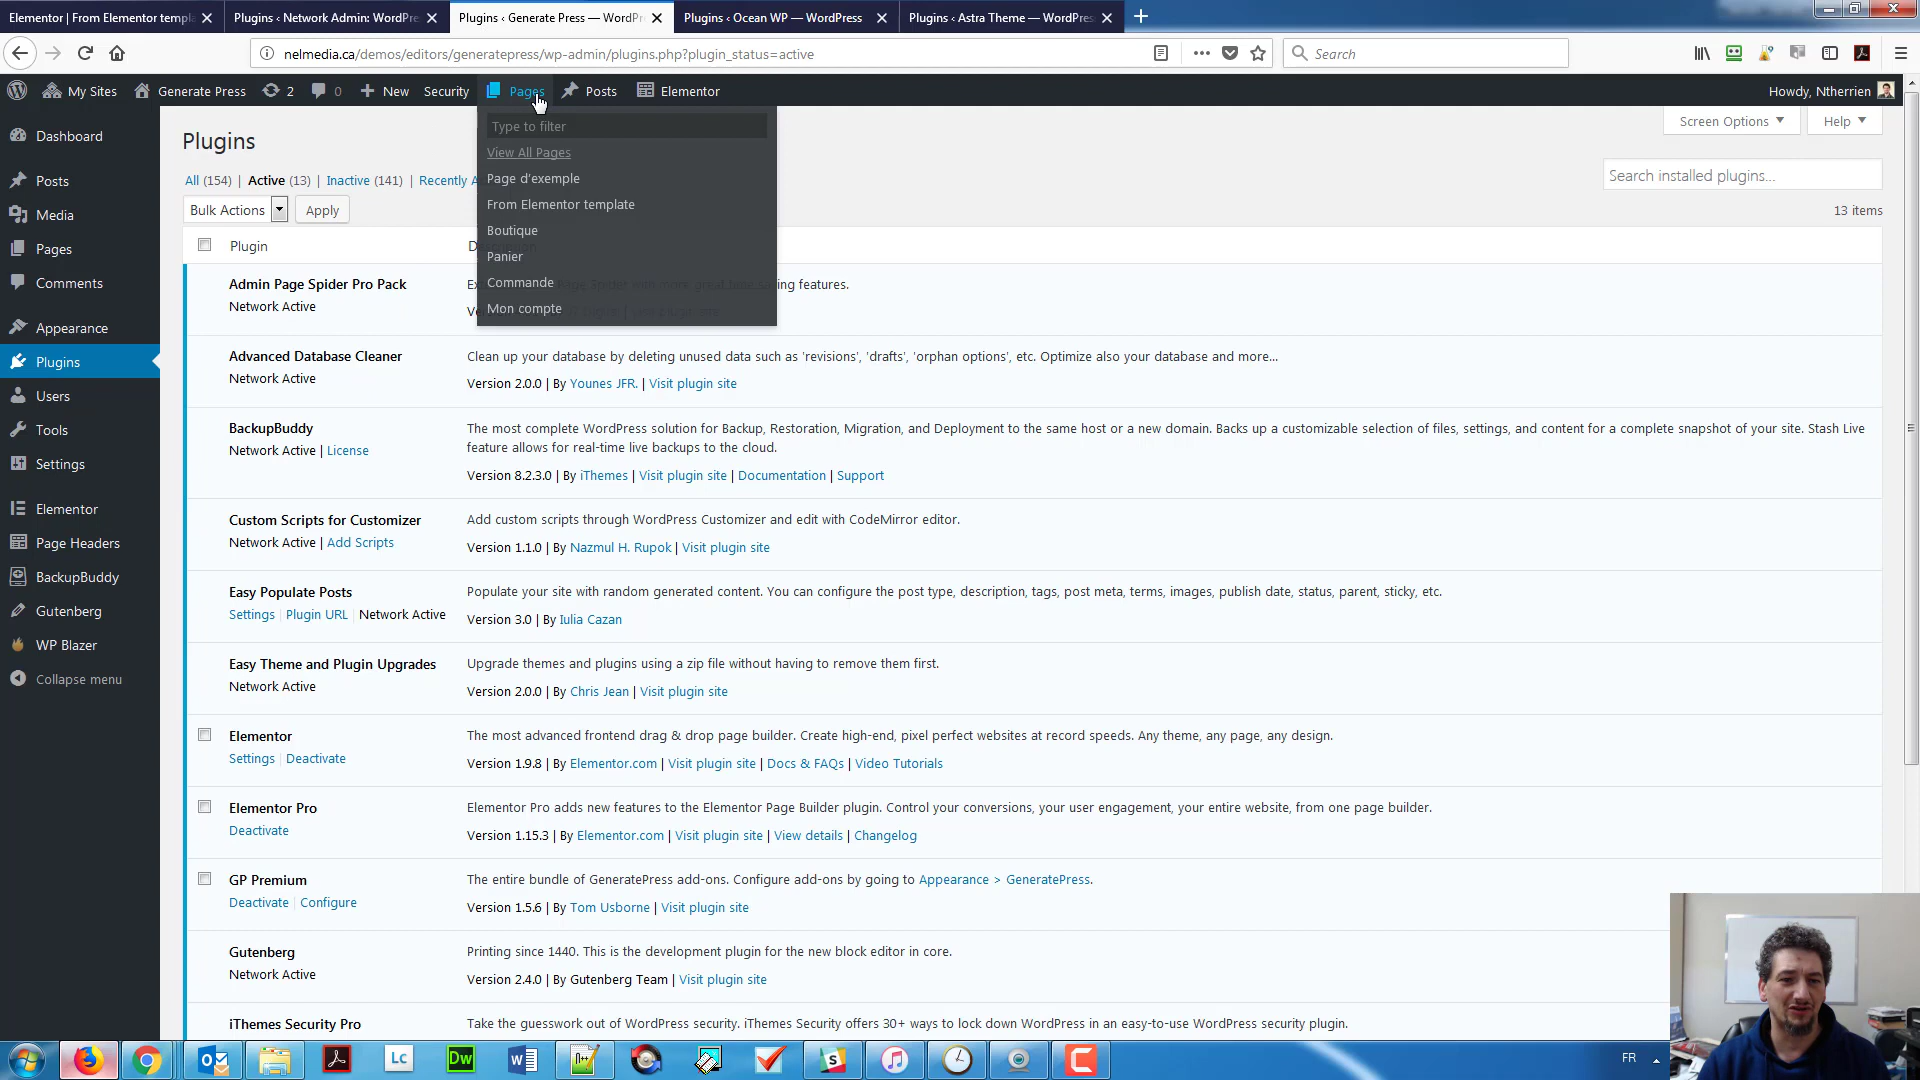 Elementor | From Elementor templ
Plugins ‹ Network Admin: WordPre
Plugins ‹ Generate Press — WordPr
Plugins ‹ Ocean WP — WordPress
Plugins ‹ Astra Theme — WordPres
nelmedia.ca/demos/editors/generatepress/wp-admin/plugins.php?plugin_status=active
Search
My Sites
Generate Press
2
0
New
Security
Pages
Posts
Elementor
Howdy, Ntherrien
Dashboard
Posts
Media
Pages
Comments
Appearance
Plugins
Users
Tools
Settings
Elementor
Page Headers
BackupBuddy
Gutenberg
WP Blazer
Collapse menu
Type to filter
View All Pages
Page d'exemple
From Elementor template
Boutique
Panier
Commande
Mon compte
Screen Options
Help
Plugins
All (154) | Active (13) | Inactive (141) | Recently A
Search installed plugins...
Bulk Actions
Apply
13 items
Plugin
Admin Page Spider Pro Pack
Network Active
saving features.
Advanced Database Cleaner
Network Active
Clean up your database by deleting unused data such as 'revisions', 'drafts', 'orphan options', etc. Optimize also your database and more...
Version 2.0.0 | By Younes JFR. | Visit plugin site
BackupBuddy
Network Active | License
The most complete WordPress solution for Backup, Restoration, Migration, and Deployment to the same host or a new domain. Backs up a customizable selection of files, settings, and content for a complete snapshot of your site. Stash Live
feature allows for real-time live backups to the cloud.
Version 8.2.3.0 | By iThemes | Visit plugin site | Documentation | Support
Custom Scripts for Customizer
Network Active | Add Scripts
Add custom scripts through WordPress Customizer and edit with CodeMirror editor.
Version 1.1.0 | By Nazmul H. Rupok | Visit plugin site
Easy Populate Posts
Settings | Plugin URL | Network Active
Populate your site with random generated content. You can configure the post type, description, tags, post meta, terms, images, publish date, status, parent, sticky, etc.
Version 3.0 | By Iulia Cazan
Easy Theme and Plugin Upgrades
Network Active
Upgrade themes and plugins using a zip file without having to remove them first.
Version 2.0.0 | By Chris Jean | Visit plugin site
Elementor
Settings | Deactivate
The most advanced frontend drag & drop page builder. Create high-end, pixel perfect websites at record speeds. Any theme, any page, any design.
Version 1.9.8 | By Elementor.com | Visit plugin site | Docs & FAQs | Video Tutorials
Elementor Pro
Deactivate
Elementor Pro adds new features to the Elementor Page Builder plugin. Control your conversions, your user engagement, your entire website, from one page builder.
Version 1.15.3 | By Elementor.com | Visit plugin site | View details | Changelog
GP Premium
Deactivate | Configure
The entire bundle of GeneratePress add-ons. Configure add-ons by going to Appearance > GeneratePress.
Version 1.5.6 | By Tom Usborne | Visit plugin site
Gutenberg
Network Active
Printing since 1440. This is the development plugin for the new block editor in core.
Version 2.4.0 | By Gutenberg Team | Visit plugin site
iThemes Security Pro
Take the guesswork out of WordPress security. iThemes Security offers 30+ ways to lock down WordPress in an easy-to-use WordPress security plugin.
Lc
Dw
FR